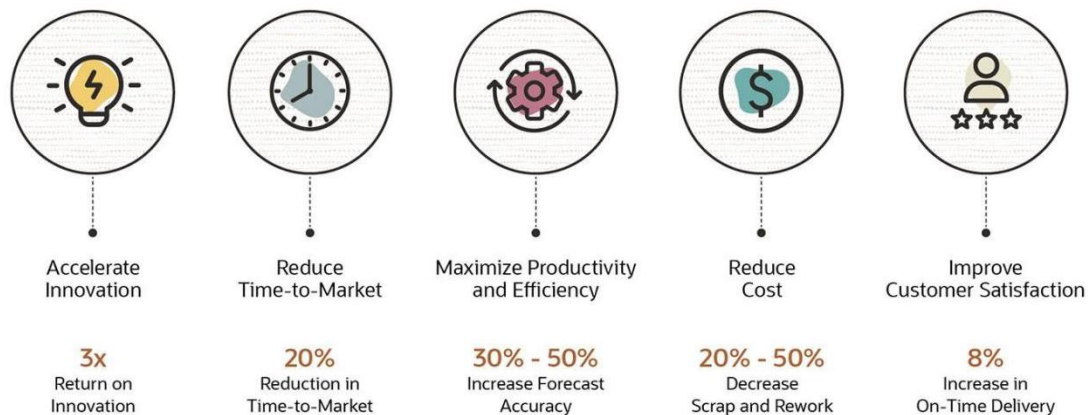 Accelerate
Innovation
3x
Return on
Innovation
Reduce
Time-to-Market
20%
Reduction in
Time-to-Market
Maximize Productivity
and Efficiency
30% - 50%
Increase Forecast
Accuracy
Reduce
Cost
20% - 50%
Decrease
Scrap and Rework
Improve
Customer Satisfaction
8%
Increase in
On-Time Delivery